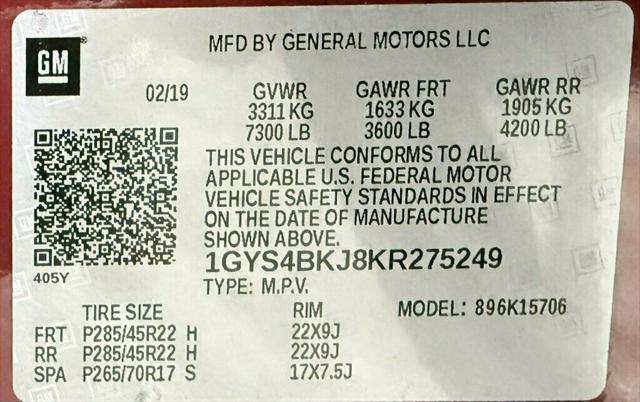 GM
MFD BY GENERAL MOTORS LLC
02/19 GVWR GAWR FRT GAWR RR
3311 KG 1633 KG 1905 KG
7300 LB 3600 LB 4200 LB
THIS VEHICLE CONFORMS TO ALL
APPLICABLE U.S. FEDERAL MOTOR
VEHICLE SAFETY STANDARDS IN EFFECT
ON THE DATE OF MANUFACTURE
SHOWN ABOVE.
1GYS4BKJ8KR275249
405Y
TYPE: M.P.V.
TIRE SIZE RIM MODEL: 896K15706
FRT P285/45R22 H 22X9J
RR P285/45R22 H 22X9J
SPA P265/70R17 S 17X7.5J